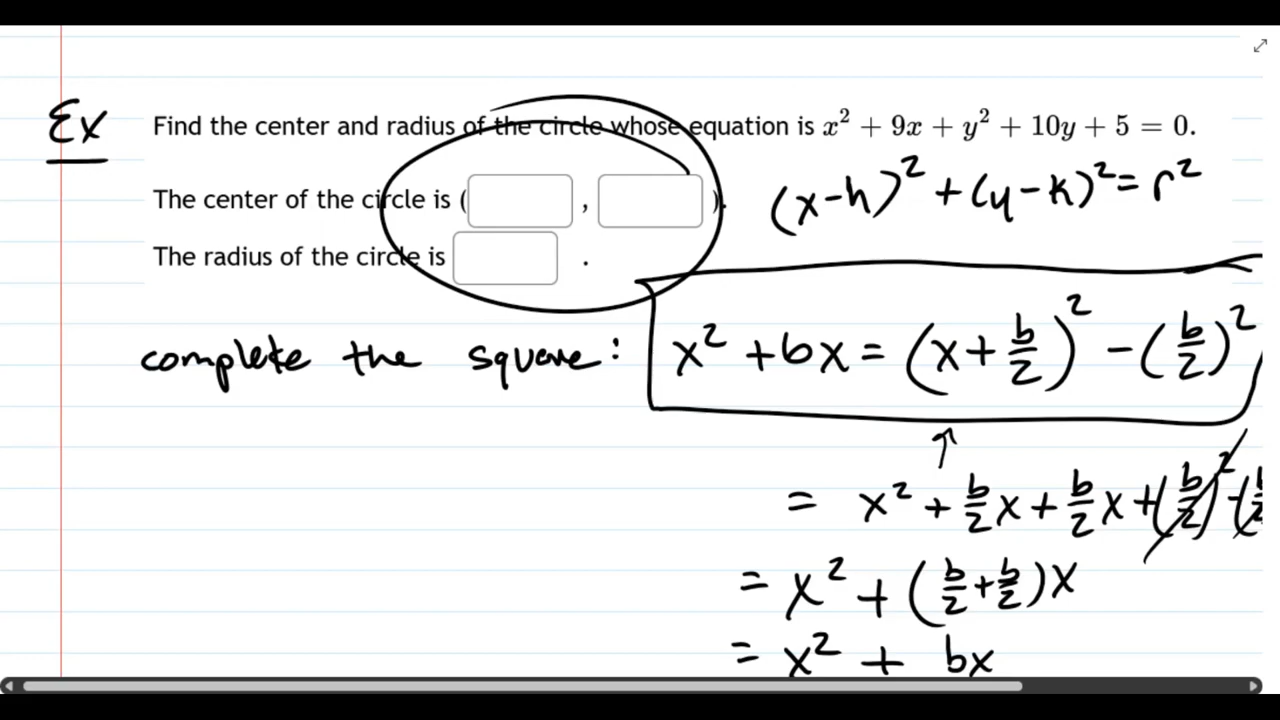 Ex Find the center and radius of the circle whose equation is x² + 9x + y² + 10y + 5 = 0.
The center of the circle is ( , ).
(x-h)² + (y-k)² = r²
The radius of the circle is .
complete the square: x² + bx = (x + b/2)² - (b/2)²
= x² + b/2 x + b/2 x + (b/2)² - (b/2
= x² + (b/2 + b/2)x
= x² + bx